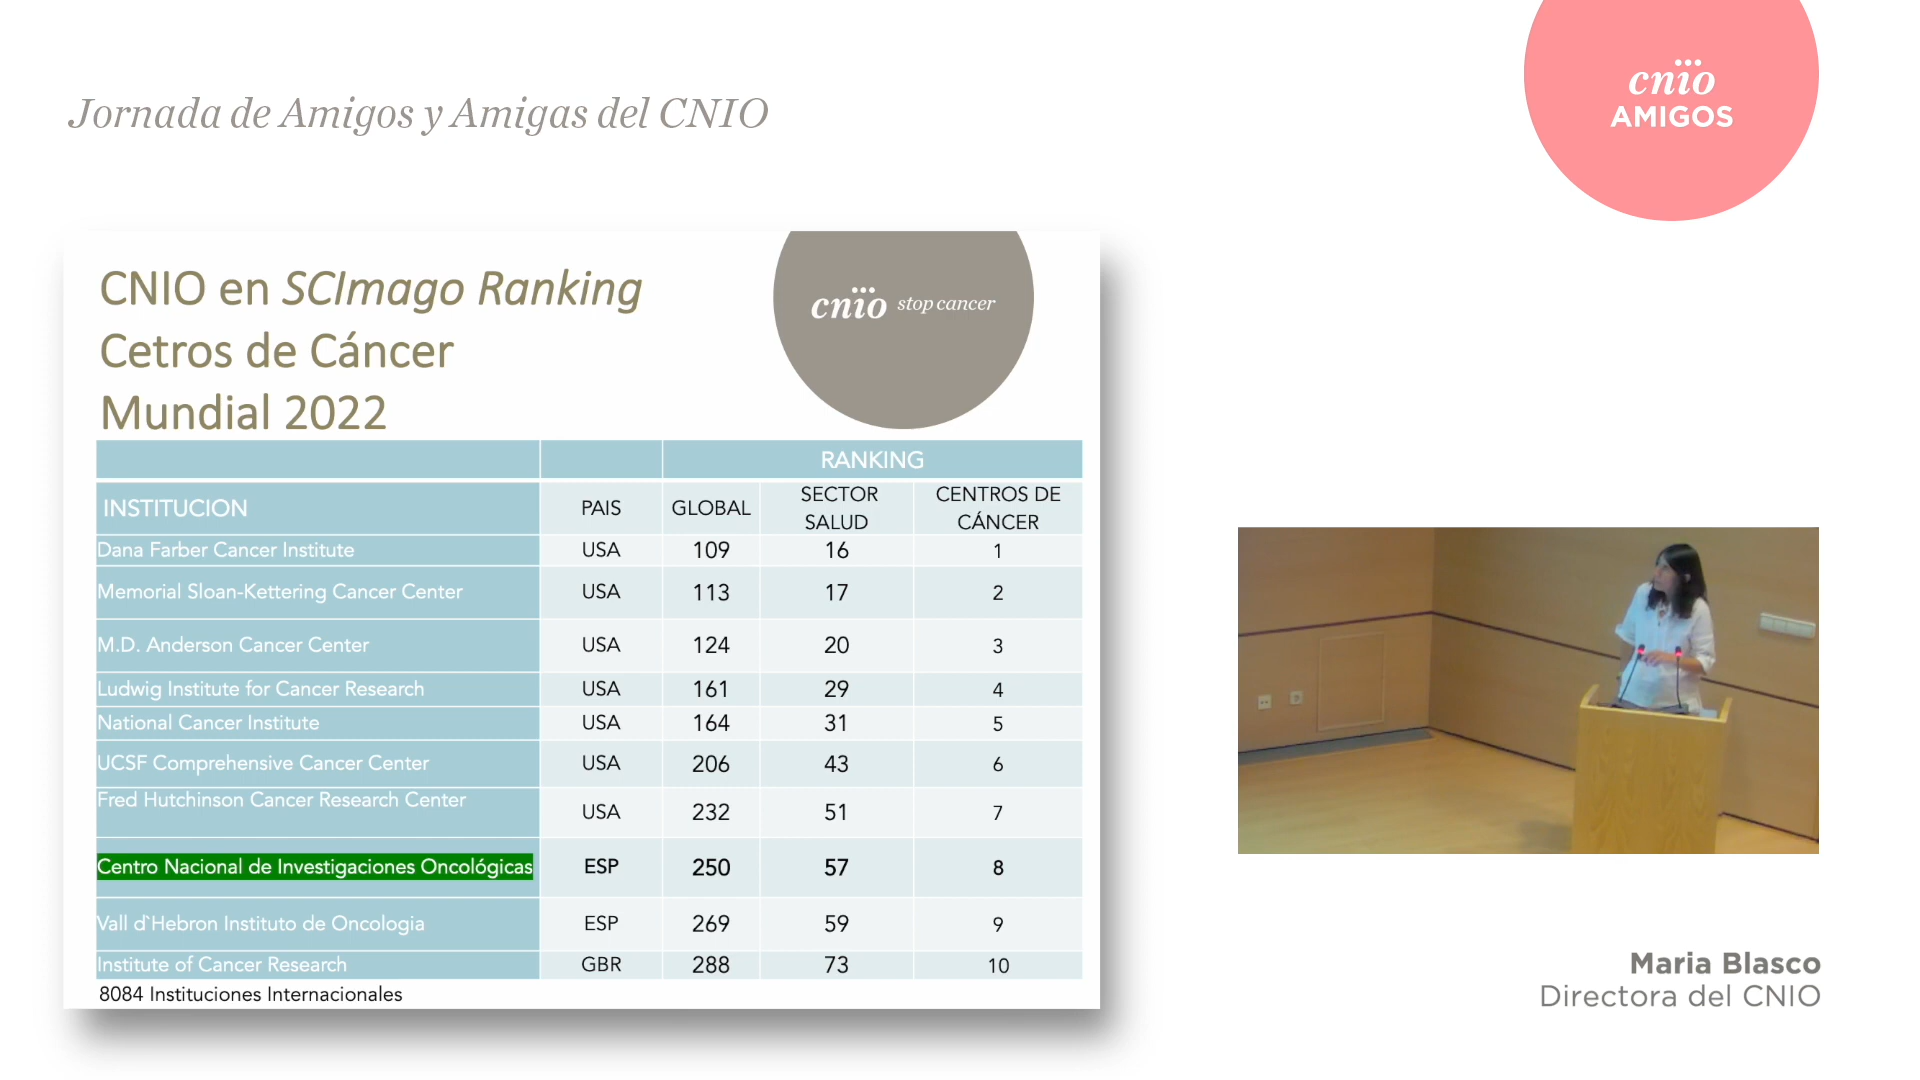 Jornada de Amigos y Amigas del CNIO
cnio
AMIGOS
CNIO en SCImago Ranking
Cetros de Cáncer
Mundial 2022
cnio stop cancer
RANKING
INSTITUCION PAIS GLOBAL SECTOR SALUD CENTROS DE CÁNCER
Dana Farber Cancer Institute USA 109 16 1
Memorial Sloan-Kettering Cancer Center USA 113 17 2
M.D. Anderson Cancer Center USA 124 20 3
Ludwig Institute for Cancer Research USA 161 29 4
National Cancer Institute USA 164 31 5
UCSF Comprehensive Cancer Center USA 206 43 6
Fred Hutchinson Cancer Research Center USA 232 51 7
Centro Nacional de Investigaciones Oncológicas ESP 250 57 8
Vall d`Hebron Instituto de Oncologia ESP 269 59 9
Institute of Cancer Research GBR 288 73 10
8084 Instituciones Internacionales
Maria Blasco
Directora del CNIO